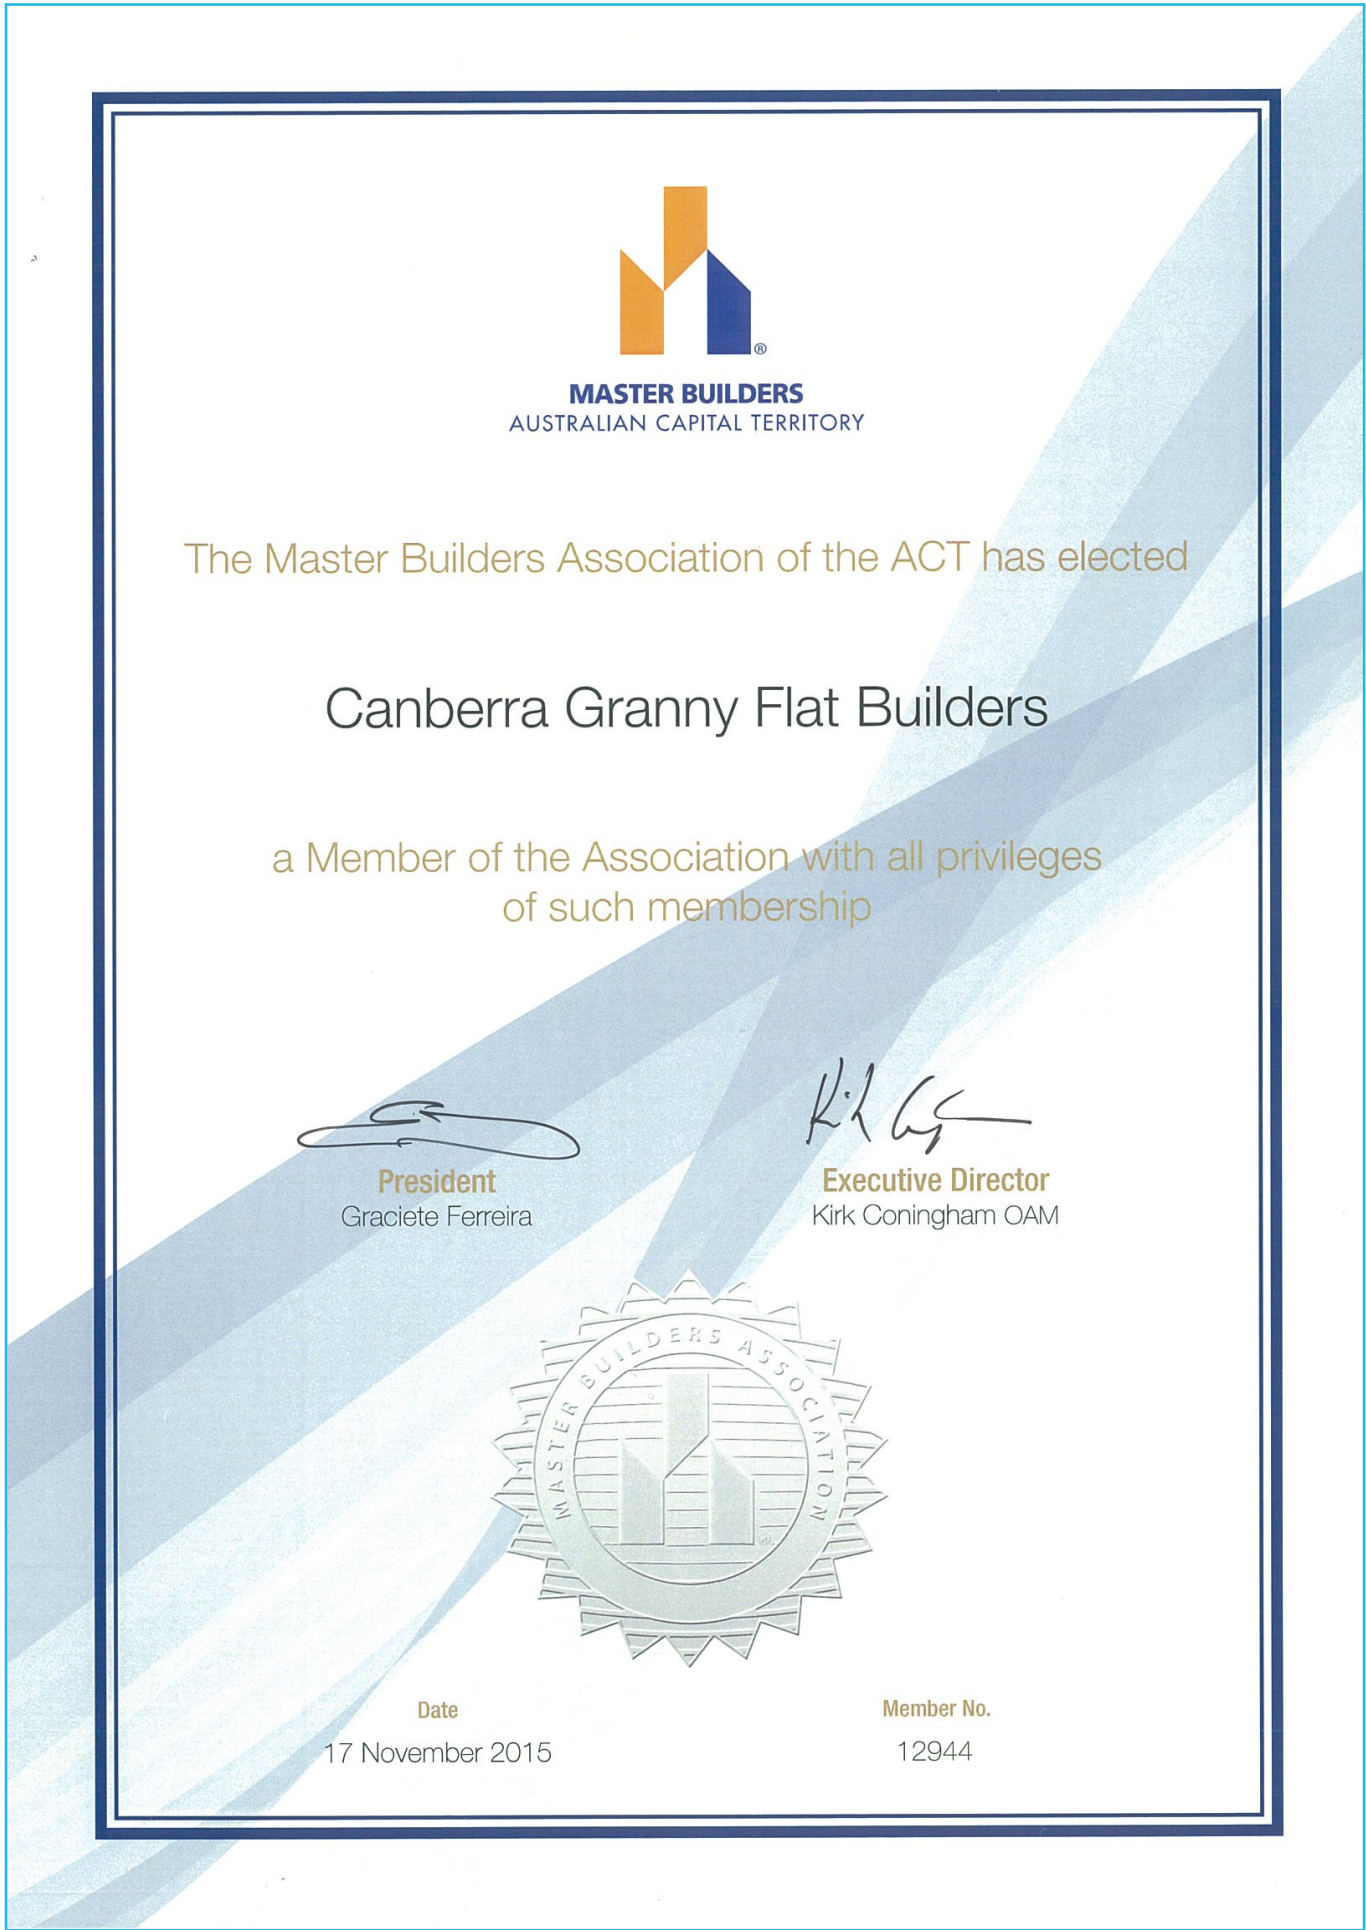 ®
MASTER BUILDERS
AUSTRALIAN CAPITAL TERRITORY
The Master Builders Association of the ACT has elected
Canberra Granny Flat Builders
a Member of the Association with all privileges
of such membership
Kirk
President
Executive Director
Graciete Ferreira
Kirk Coningham OAM
MASTER BUILDERS ASSOCIATION
®
Date
Member No.
17 November 2015
12944